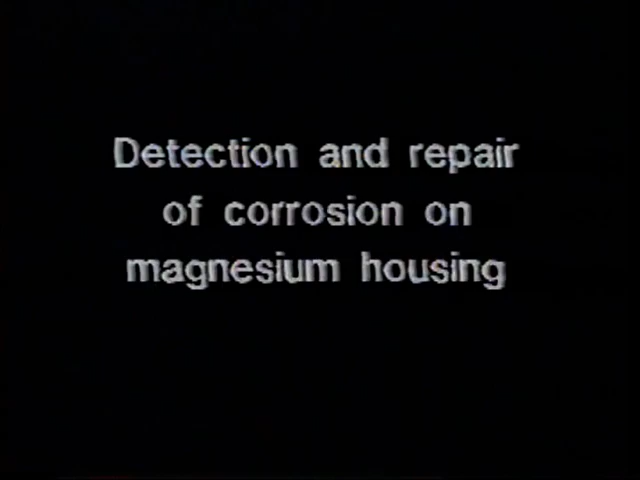 Detection and repair
of corrosion on
magnesium housing